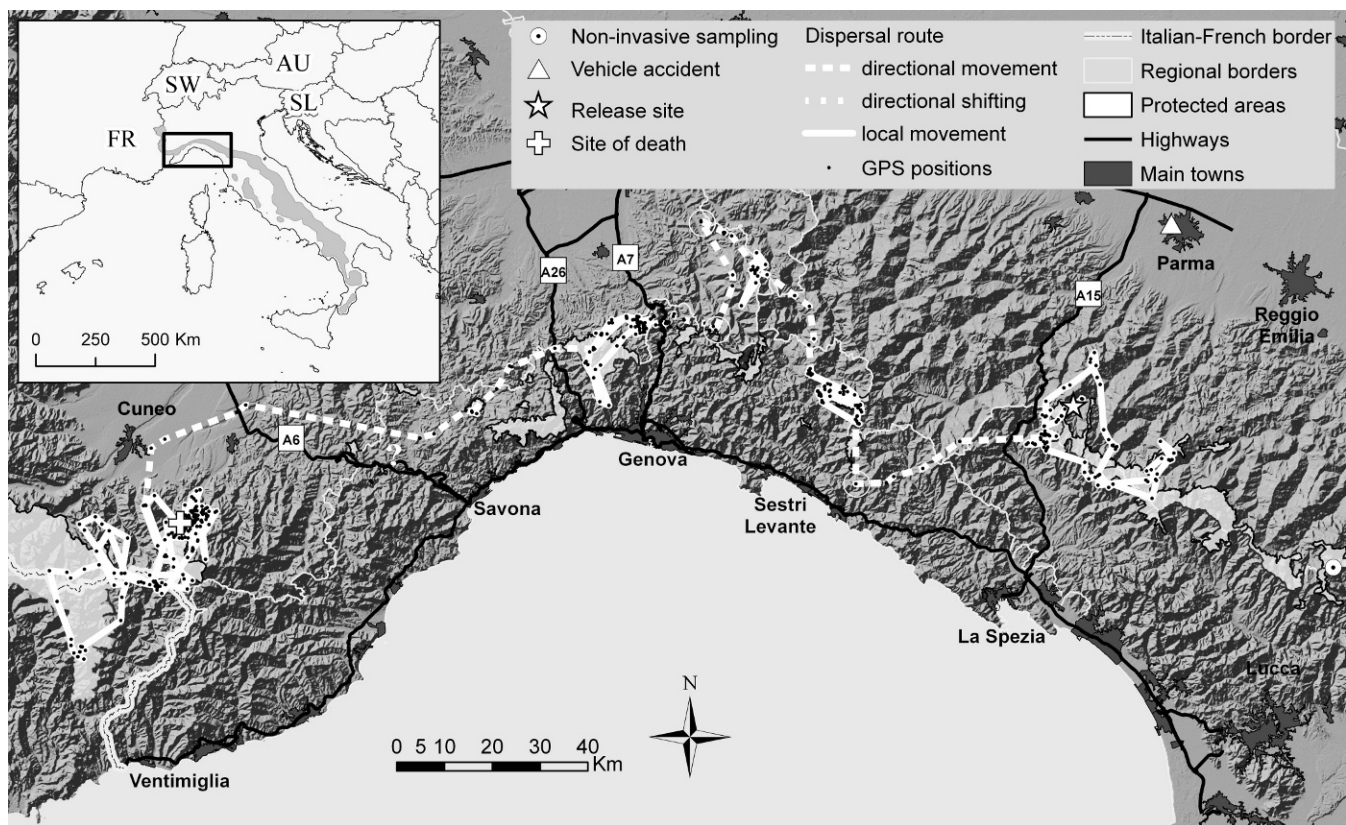 SW
AU
SL
FR
0 250 500 Km
Non-invasive sampling
Vehicle accident
Release site
Site of death
Dispersal route
directional movement
directional shifting
local movement
GPS positions
Italian-French border
Regional borders
Protected areas
Highways
Main towns
A26
A7
A15
A6
Parma
Reggio
Emilia
Cuneo
Savona
Genova
Sestri
Levante
La Spezia
Lucca
Ventimiglia
N
0 5 10 20 30 40
Km